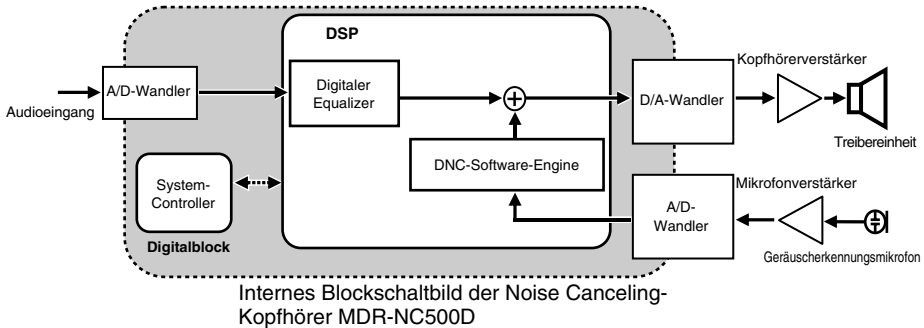 DSP
Kopfhörerverstärker
A/D-Wandler
Digitaler
Equalizer
D/A-Wandler
Audioeingang
Treibereinheit
DNC-Software-Engine
System-
Controller
Mikrofonverstärker
A/D-
Wandler
Digitalblock
Geräuscherkennungsmikrofon
Internes Blockschaltbild der Noise Canceling-
Kopfhörer MDR-NC500D